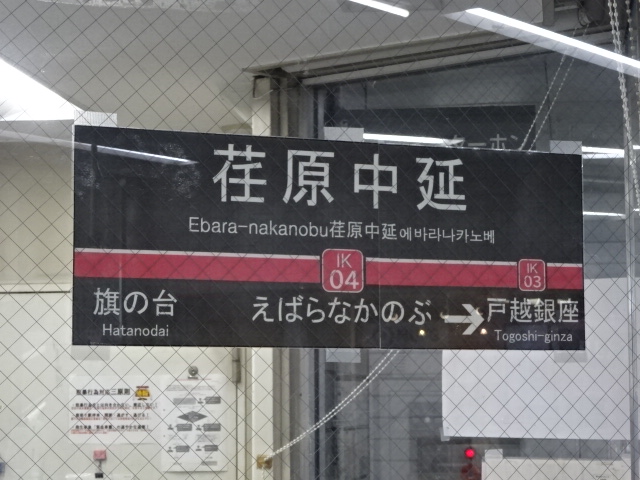 荏原中延
Ebara-nakanobu荏原中延에바라나카노베
IK
04
IK
03
旗の台 えばらなかのぶ → 戸越銀座
Hatanodai Togoshi-ginza